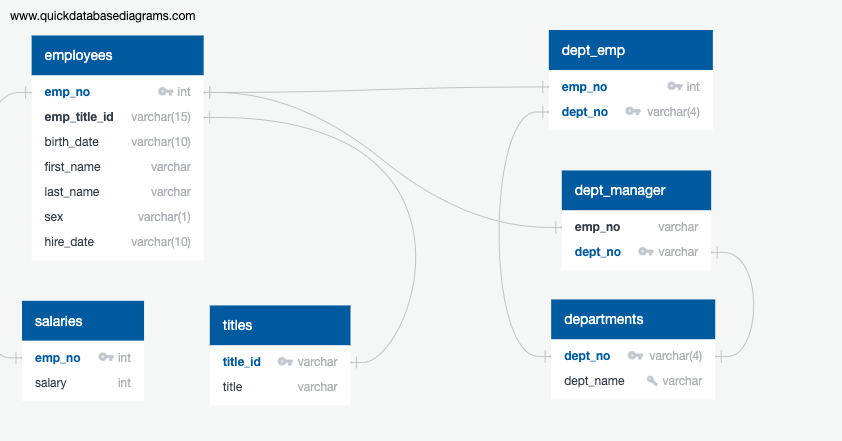 www.quickdatabasediagrams.com
employees
emp_no int
emp_title_id varchar(15)
birth_date varchar(10)
first_name varchar
last_name varchar
sex varchar(1)
hire_date varchar(10)
dept_emp
emp_no int
dept_no varchar(4)
dept_manager
emp_no varchar
dept_no varchar
salaries
emp_no int
salary int
titles
title_id varchar
title varchar
departments
dept_no varchar(4)
dept_name varchar